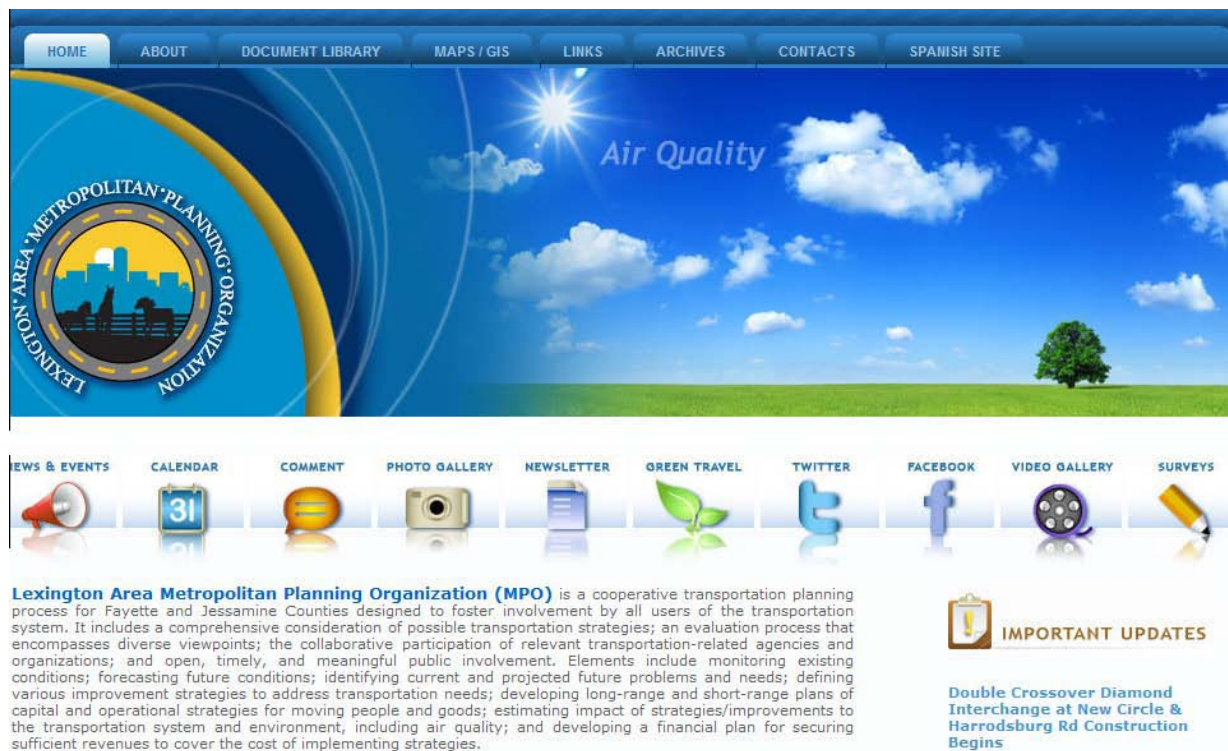 HOME ABOUT DOCUMENT LIBRARY MAPS / GIS LINKS ARCHIVES CONTACTS SPANISH SITE
Air Quality
LEXINGTON·AREA·METROPOLITAN·PLANNING·ORGANIZATION
EWS & EVENTS CALENDAR COMMENT PHOTO GALLERY NEWSLETTER GREEN TRAVEL TWITTER FACEBOOK VIDEO GALLERY SURVEYS
31
Lexington Area Metropolitan Planning Organization (MPO) is a cooperative transportation planning
process for Fayette and Jessamine Counties designed to foster involvement by all users of the transportation
system. It includes a comprehensive consideration of possible transportation strategies; an evaluation process that
encompasses diverse viewpoints; the collaborative participation of relevant transportation-related agencies and
organizations; and open, timely, and meaningful public involvement. Elements include monitoring existing
conditions; forecasting future conditions; identifying current and projected future problems and needs; defining
various improvement strategies to address transportation needs; developing long-range and short-range plans of
capital and operational strategies for moving people and goods; estimating impact of strategies/improvements to
the transportation system and environment, including air quality; and developing a financial plan for securing
sufficient revenues to cover the cost of implementing strategies.
IMPORTANT UPDATES
Double Crossover Diamond
Interchange at New Circle &
Harrodsburg Rd Construction
Begins